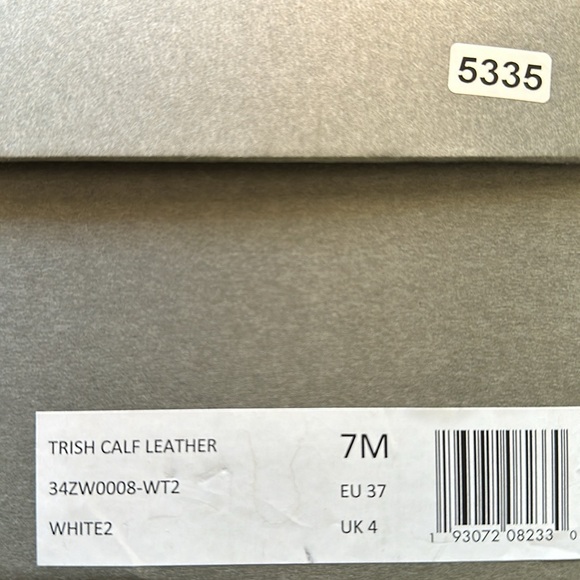 5335
TRISH CALF LEATHER
34ZW0008-WT2
WHITE2
7M
EU 37
UK 4
1 93072 08233 0